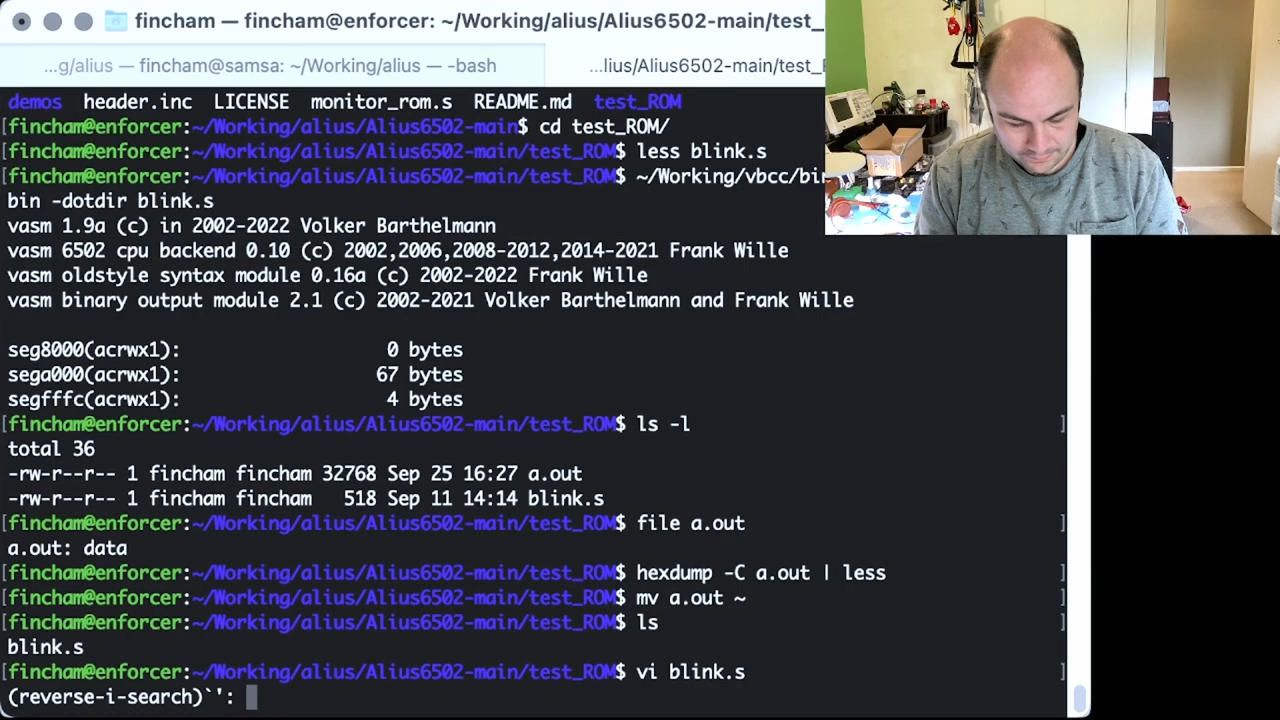 fincham — fincham@enforcer: ~/Working/alius/Alius6502-main/test_
...g/alius — fincham@samsa: ~/Working/alius — -bash
...lius/Alius6502-main/test_
demos header.inc LICENSE monitor_rom.s README.md test_ROM
[fincham@enforcer:~/Working/alius/Alius6502-main$ cd test_ROM/
[fincham@enforcer:~/Working/alius/Alius6502-main/test_ROM$ less blink.s
[fincham@enforcer:~/Working/alius/Alius6502-main/test_ROM$ ~/Working/vbcc/bin
bin -dotdir blink.s
vasm 1.9a (c) in 2002-2022 Volker Barthelmann
vasm 6502 cpu backend 0.10 (c) 2002,2006,2008-2012,2014-2021 Frank Wille
vasm oldstyle syntax module 0.16a (c) 2002-2022 Frank Wille
vasm binary output module 2.1 (c) 2002-2021 Volker Barthelmann and Frank Wille
seg8000(acrwx1): 0 bytes
sega000(acrwx1): 67 bytes
segfffc(acrwx1): 4 bytes
[fincham@enforcer:~/Working/alius/Alius6502-main/test_ROM$ ls -l ]
total 36
-rw-r--r-- 1 fincham fincham 32768 Sep 25 16:27 a.out
-rw-r--r-- 1 fincham fincham 518 Sep 11 14:14 blink.s
[fincham@enforcer:~/Working/alius/Alius6502-main/test_ROM$ file a.out ]
a.out: data
[fincham@enforcer:~/Working/alius/Alius6502-main/test_ROM$ hexdump -C a.out | less ]
[fincham@enforcer:~/Working/alius/Alius6502-main/test_ROM$ mv a.out ~ ]
[fincham@enforcer:~/Working/alius/Alius6502-main/test_ROM$ ls ]
blink.s
[fincham@enforcer:~/Working/alius/Alius6502-main/test_ROM$ vi blink.s ]
(reverse-i-search)`':